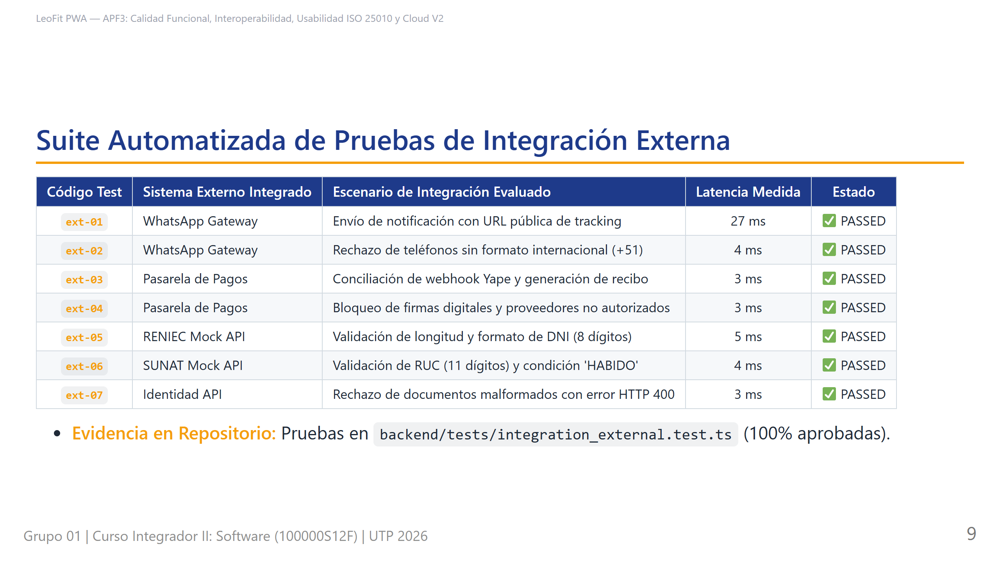 LeoFit PWA — APF3: Calidad Funcional, Interoperabilidad, Usabilidad ISO 25010 y Cloud V2
Suite Automatizada de Pruebas de Integración Externa
Código Test Sistema Externo Integrado Escenario de Integración Evaluado Latencia Medida Estado
ext-01 WhatsApp Gateway Envío de notificación con URL pública de tracking 27 ms ✅ PASSED
ext-02 WhatsApp Gateway Rechazo de teléfonos sin formato internacional (+51) 4 ms ✅ PASSED
ext-03 Pasarela de Pagos Conciliación de webhook Yape y generación de recibo 3 ms ✅ PASSED
ext-04 Pasarela de Pagos Bloqueo de firmas digitales y proveedores no autorizados 3 ms ✅ PASSED
ext-05 RENIEC Mock API Validación de longitud y formato de DNI (8 dígitos) 5 ms ✅ PASSED
ext-06 SUNAT Mock API Validación de RUC (11 dígitos) y condición 'HABIDO' 4 ms ✅ PASSED
ext-07 Identidad API Rechazo de documentos malformados con error HTTP 400 3 ms ✅ PASSED
• Evidencia en Repositorio: Pruebas en backend/tests/integration_external.test.ts (100% aprobadas).
Grupo 01 | Curso Integrador II: Software (100000S12F) | UTP 2026
9